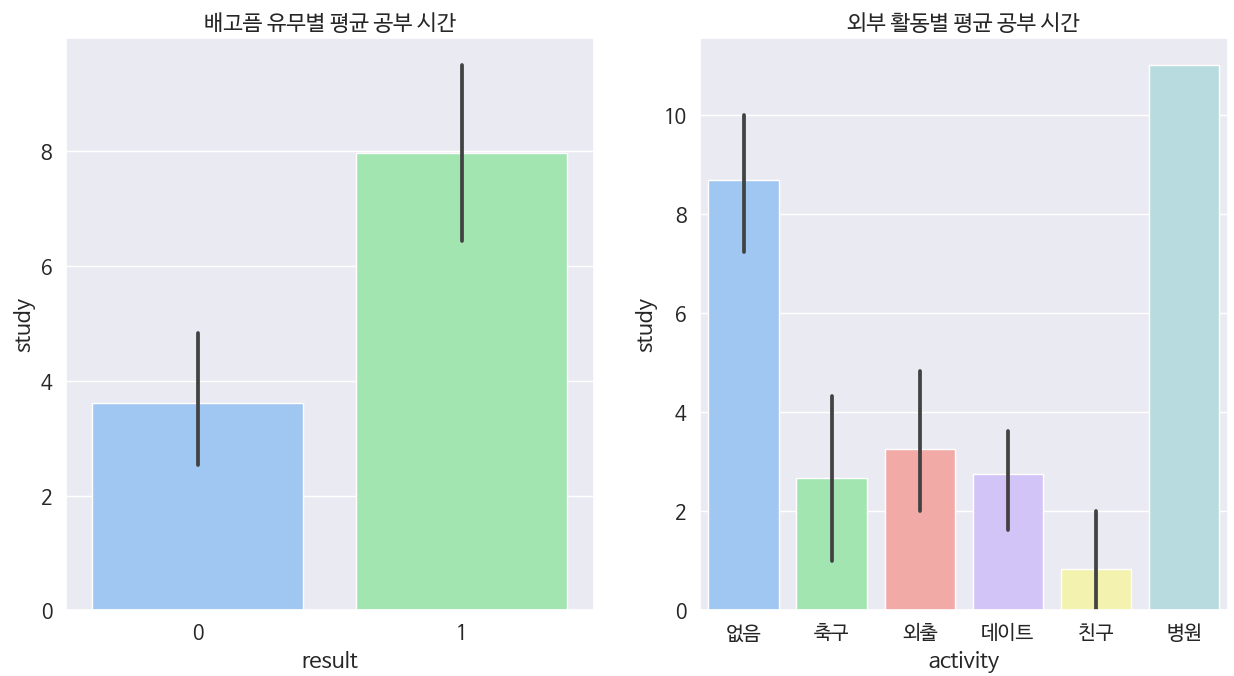 배고픔 유무별 평균 공부 시간
study
8
6
4
2
0
0 1
result
외부 활동별 평균 공부 시간
study
10
8
6
4
2
0
없음 축구 외출 데이트 친구 병원
activity